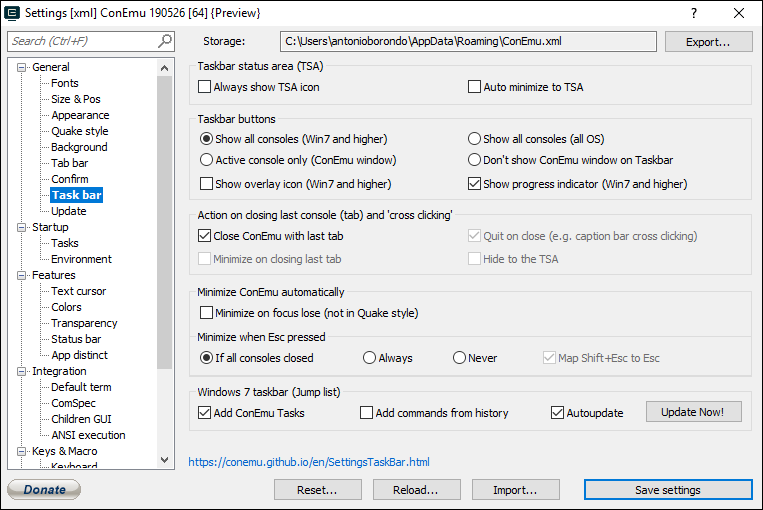 Settings [xml] ConEmu 190526 [64] {Preview}
Search (Ctrl+F)
Storage:
C:\Users\antonioborondo\AppData\Roaming\ConEmu.xml
Export...
General
Fonts
Size & Pos
Appearance
Quake style
Background
Tab bar
Confirm
Task bar
Update
Startup
Tasks
Environment
Features
Text cursor
Colors
Transparency
Status bar
App distinct
Integration
Default term
ComSpec
Children GUI
ANSI execution
Keys & Macro
Keyboard
Taskbar status area (TSA)
Always show TSA icon
Auto minimize to TSA
Taskbar buttons
Show all consoles (Win7 and higher)
Show all consoles (all OS)
Active console only (ConEmu window)
Don't show ConEmu window on Taskbar
Show overlay icon (Win7 and higher)
Show progress indicator (Win7 and higher)
Action on closing last console (tab) and 'cross clicking'
Close ConEmu with last tab
Quit on close (e.g. caption bar cross clicking)
Minimize on closing last tab
Hide to the TSA
Minimize ConEmu automatically
Minimize on focus lose (not in Quake style)
Minimize when Esc pressed
If all consoles closed
Always
Never
Map Shift+Esc to Esc
Windows 7 taskbar (Jump list)
Add ConEmu Tasks
Add commands from history
Autoupdate
Update Now!
https://conemu.github.io/en/SettingsTaskBar.html
Donate
Reset...
Reload...
Import...
Save settings